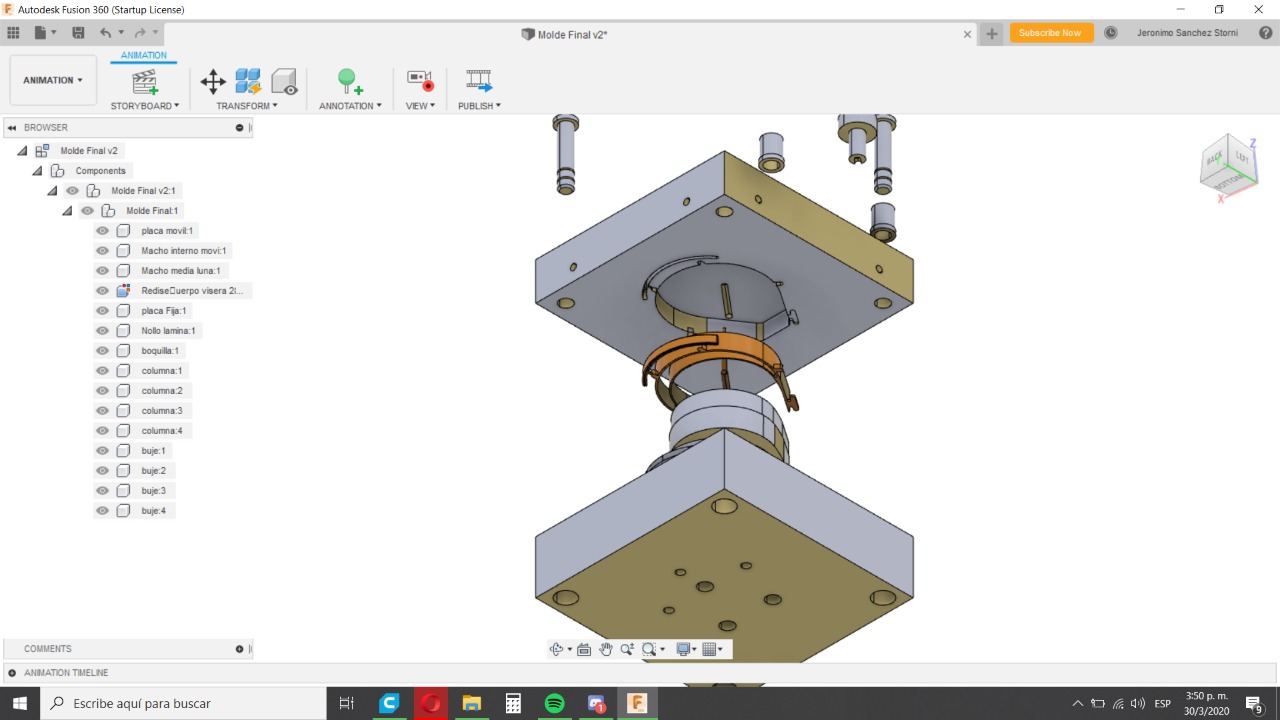 Autodesk Fusion 360 (Startup License)
Molde Final v2*
Subscribe Now
Jeronimo Sanchez Storni
ANIMATION
ANIMATION
STORYBOARD
TRANSFORM
ANNOTATION
VIEW
PUBLISH
BROWSER
Molde Final v2
Components
Molde Final v2:1
Molde Final:1
placa movil:1
Macho interno movi:1
Macho media luna:1
Redise□uerpo visera 2(...
placa Fija:1
Nollo lamina:1
boquilla:1
columna:1
columna:2
columna:3
columna:4
buje:1
buje:2
buje:3
buje:4
BACK
LEFT
BOTTOM
Z
X
COMMENTS
ANIMATION TIMELINE
Escribe aquí para buscar
ESP
3:50 p. m.
30/3/2020
9